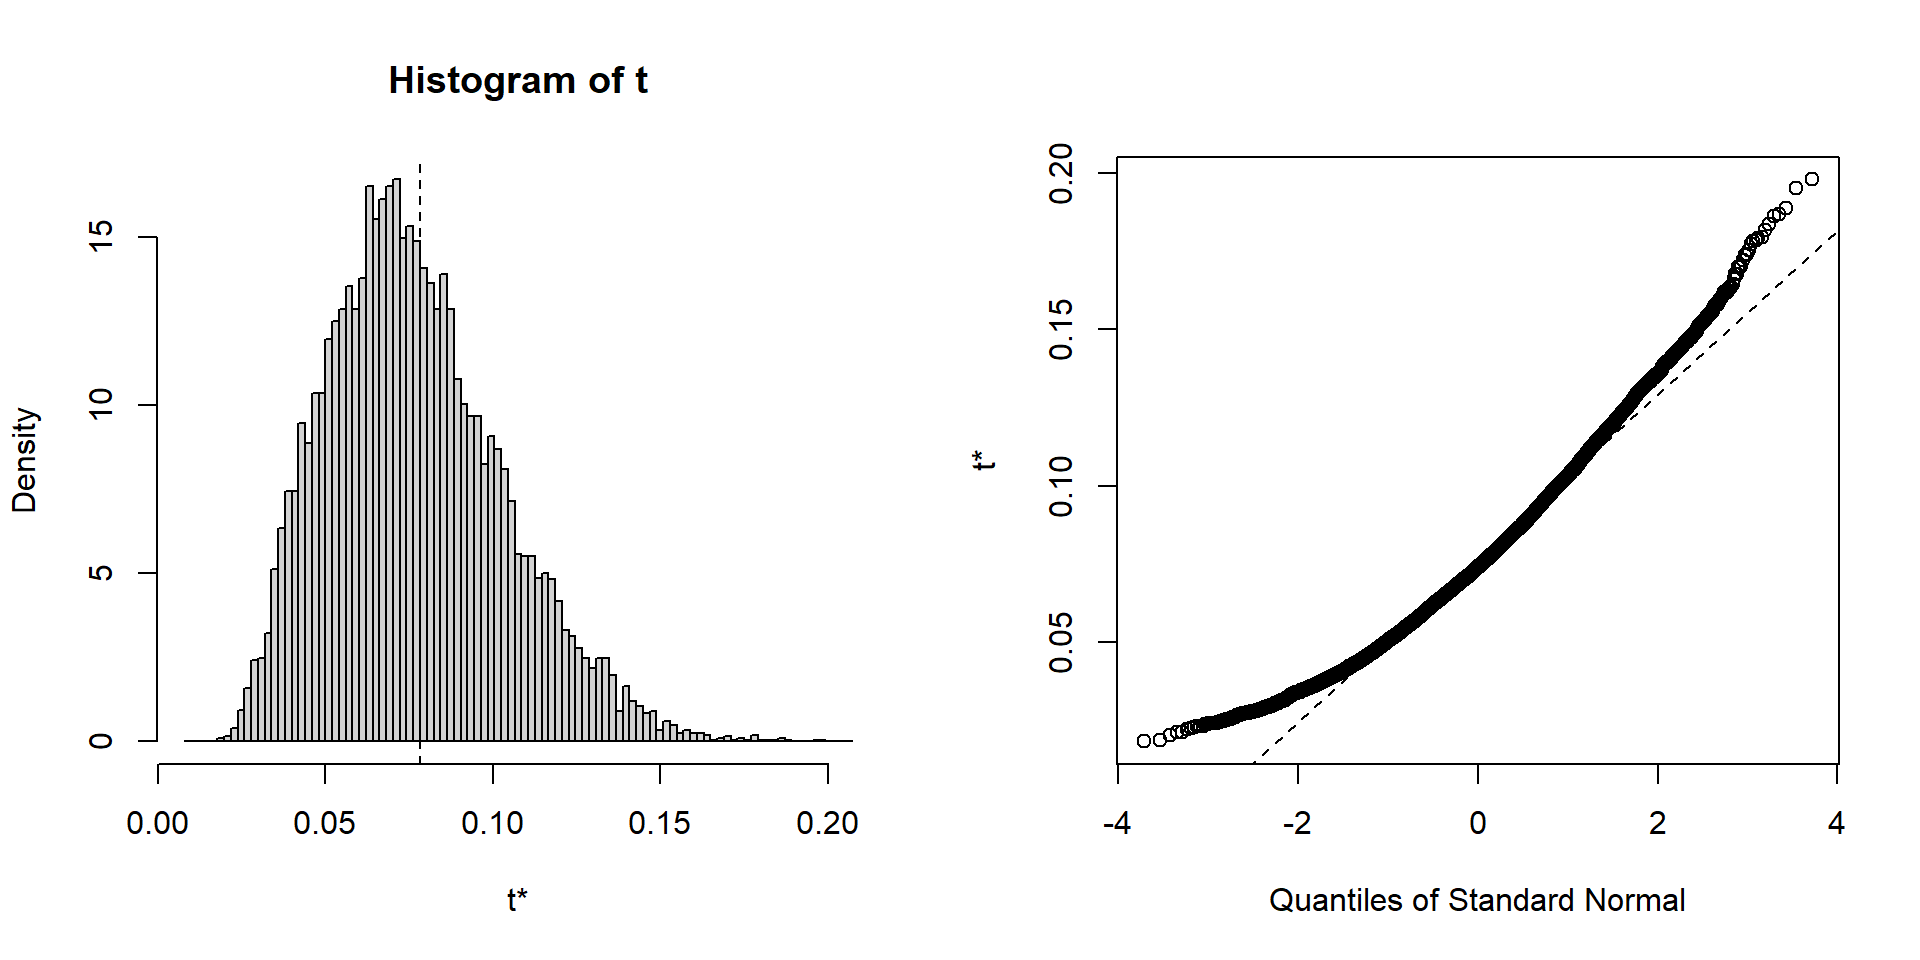 Histogram of t
Density
0 5 10 15
0.00 0.05 0.10 0.15 0.20
t*
t*
0.05 0.10 0.15 0.20
-4 -2 0 2 4
Quantiles of Standard Normal